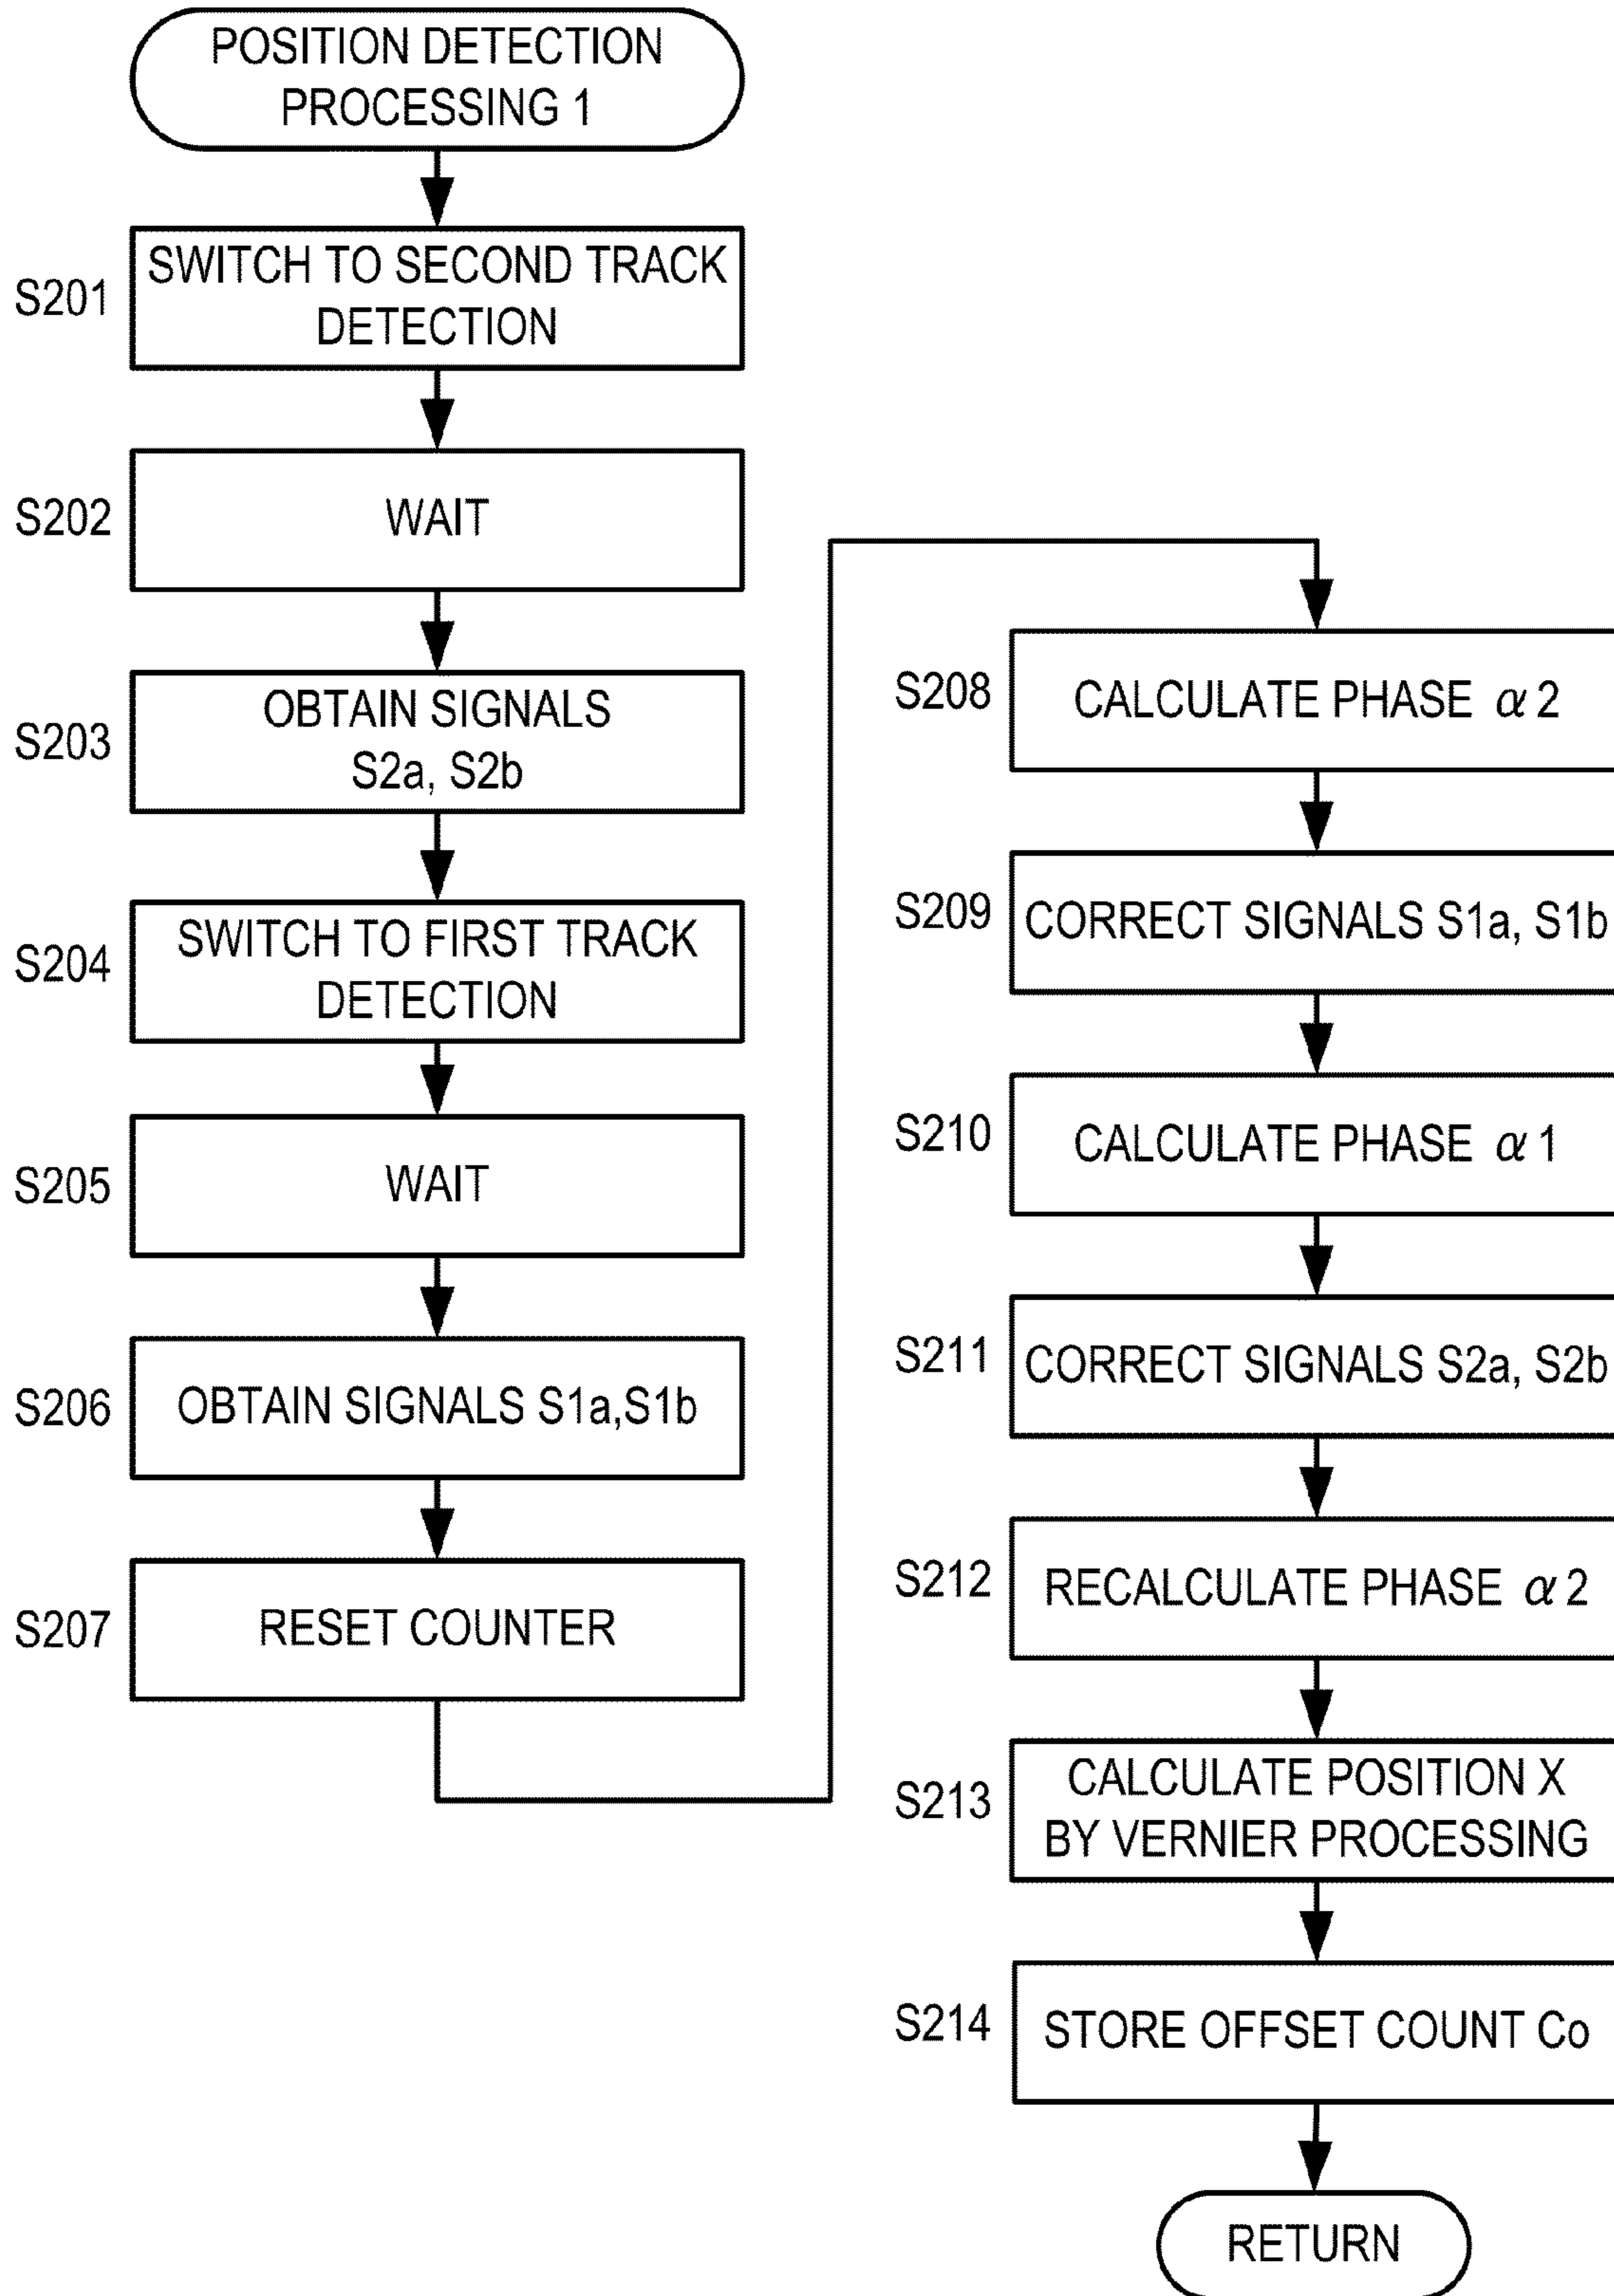 POSITION DETECTION
PROCESSING 1
S201
SWITCH TO SECOND TRACK
DETECTION
S202
WAIT
S203
OBTAIN SIGNALS
S2a, S2b
S204
SWITCH TO FIRST TRACK
DETECTION
S205
WAIT
S206
OBTAIN SIGNALS S1a,S1b
S207
RESET COUNTER
S208
CALCULATE PHASE α2
S209
CORRECT SIGNALS S1a, S1b
S210
CALCULATE PHASE α1
S211
CORRECT SIGNALS S2a, S2b
S212
RECALCULATE PHASE α2
S213
CALCULATE POSITION X
BY VERNIER PROCESSING
S214
STORE OFFSET COUNT Co
RETURN